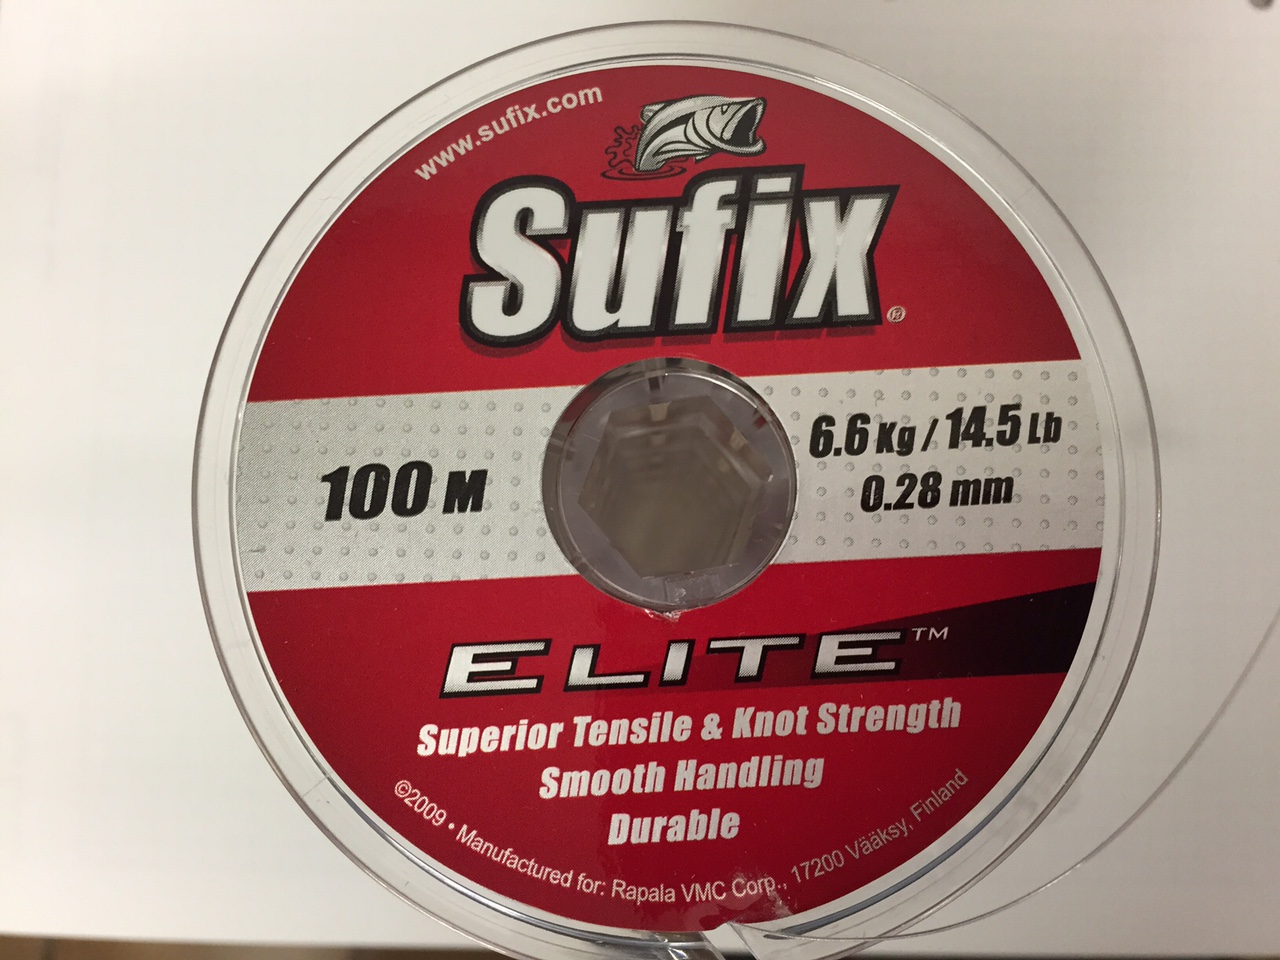 www.sufix.com
Sufix®
100 M
6.6 Kg / 14.5 Lb
0.28 mm
ELITE™
Superior Tensile & Knot Strength
Smooth Handling
Durable
©2009 • Manufactured for: Rapala VMC Corp., 17200 Vääksy, Finland